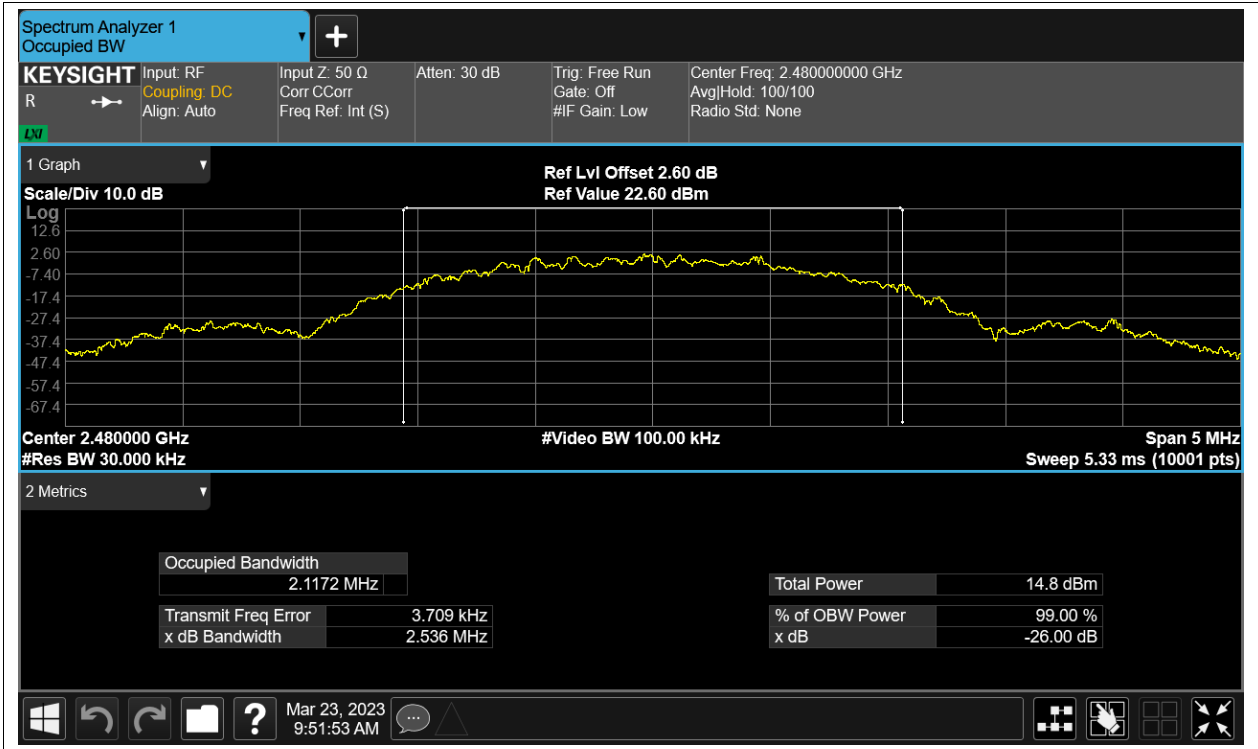 Spectrum Analyzer 1
Occupied BW
KEYSIGHT
R
LXI
Input: RF
Coupling: DC
Align: Auto
Input Z: 50 Ω
Corr CCorr
Freq Ref: Int (S)
Atten: 30 dB
Trig: Free Run
Gate: Off
#IF Gain: Low
Center Freq: 2.480000000 GHz
Avg|Hold: 100/100
Radio Std: None
1 Graph
Scale/Div 10.0 dB
Ref Lvl Offset 2.60 dB
Ref Value 22.60 dBm
Log
12.6
2.60
-7.40
-17.4
-27.4
-37.4
-47.4
-57.4
-67.4
Center 2.480000 GHz
#Res BW 30.000 kHz
#Video BW 100.00 kHz
Span 5 MHz
Sweep 5.33 ms (10001 pts)
2 Metrics
Occupied Bandwidth
2.1172 MHz
Transmit Freq Error 3.709 kHz
x dB Bandwidth 2.536 MHz
Total Power 14.8 dBm
% of OBW Power 99.00 %
x dB -26.00 dB
?
Mar 23, 2023
9:51:53 AM